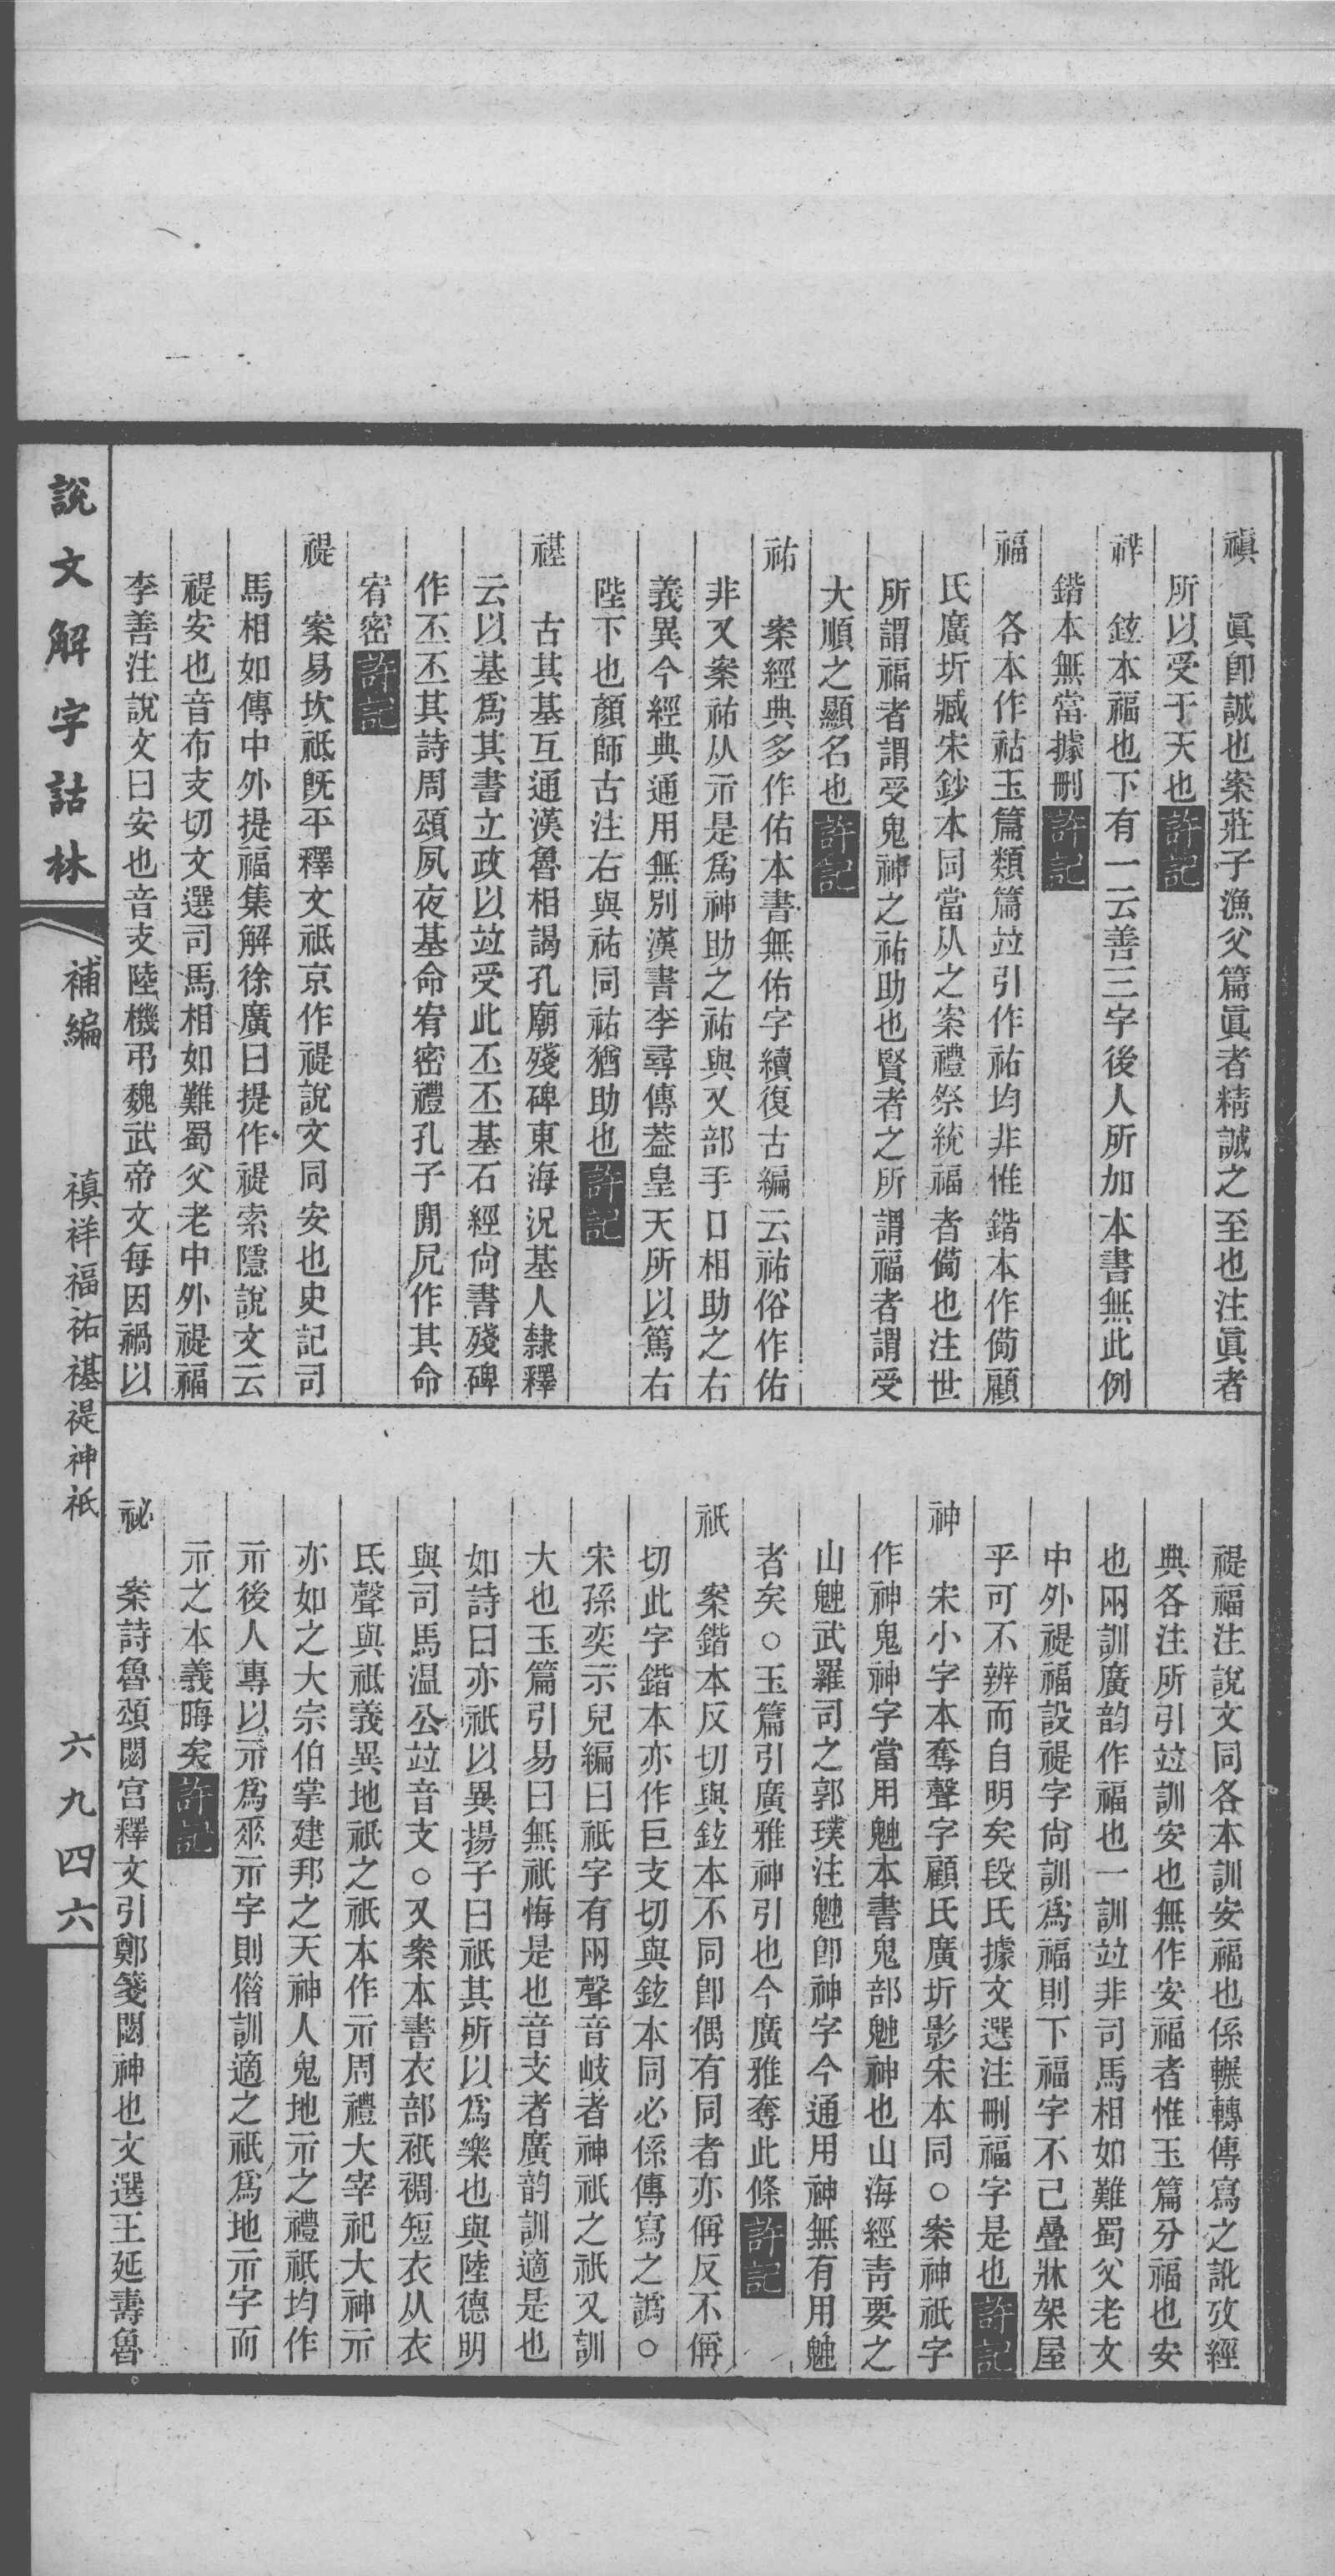 禛　眞卽誠也案莊子漁父篇眞者精誠之至也注眞者
所以受于天也許記
祥　鉉本福也下有一云善三字後人所加本書無此例
鍇本無當據刪許記
福　各本作祜玉篇類篇竝引作祐均非惟鍇本作僃顧
氏廣圻臧宋鈔本同當从之案禮祭統福者僃也注世
所謂福者謂受鬼神之祐助也賢者之所謂福者謂受
大順之顯名也許記
祐　案經典多作佑本書無佑字續復古編云祐俗作佑
非又案祐从示是爲神助之祐與又部手口相助之右
義異今經典通用無別漢書李尋傳葢皇天所以篤右
陛下也顏師古注右與祐同祐猶助也許記
禥　古其基互通漢魯相謁孔廟殘碑東海況基人隸釋
云以基爲其書立政以竝受此丕丕基石經尙書殘碑
作丕丕其詩周頌夙夜基命宥密禮孔子閒凥作其命
宥密許記
禔　案易坎祗旣平釋文祗京作禔說文同安也史記司
馬相如傳中外提福集解徐廣曰提作禔索隱說文云
禔安也音布支切文選司馬相如難蜀父老中外禔福
李善注說文曰安也音支陸機弔魏武帝文每因禍以
禔福注說文同各本訓安福也係輾轉傳寫之訛攷經
典各注所引竝訓安也無作安福者惟玉篇分福也安
也兩訓廣韵作福也一訓竝非司馬相如難蜀父老文
中外禔福設禔字尙訓爲福則下福字不已疊牀架屋
乎可不辨而自明矣段氏據文選注刪福字是也許記
神　宋小字本奪聲字顧氏廣圻影宋本同○案神祇字
作神鬼神字當用䰠本書鬼部䰠神也山海經青要之
山䰠武羅司之郭璞注䰠卽神字今通用神無有用䰠
者矣○玉篇引廣雅神引也今廣雅奪此條許記
祇　案鍇本反切與鉉本不同卽偶有同者亦偁反不偁
切此字鍇本亦作巨支切與鉉本同必係傳寫之譌○
宋孫奕示兒編曰祇字有兩聲音岐者神祇之祇又訓
大也玉篇引易曰無祇悔是也音支者廣韵訓適是也
如詩曰亦祇以異揚子曰祇其所以爲樂也與陸德明
與司馬温公竝音支○又案本書衣部衹裯短衣从衣
氐聲與祗義異地祇之祇本作示周禮大宰祀大神示
亦如之大宗伯掌建邦之天神人鬼地示之禮祇均作
示後人專以示爲𠂹示字則偺訓適之祇爲地示字而
示之本義晦矣許記
祕　案詩魯頌閟宮釋文引鄭箋閟神也文選王延壽魯
說文解字詁林
補編
禛祥福祐禥禔神祇
六九四六